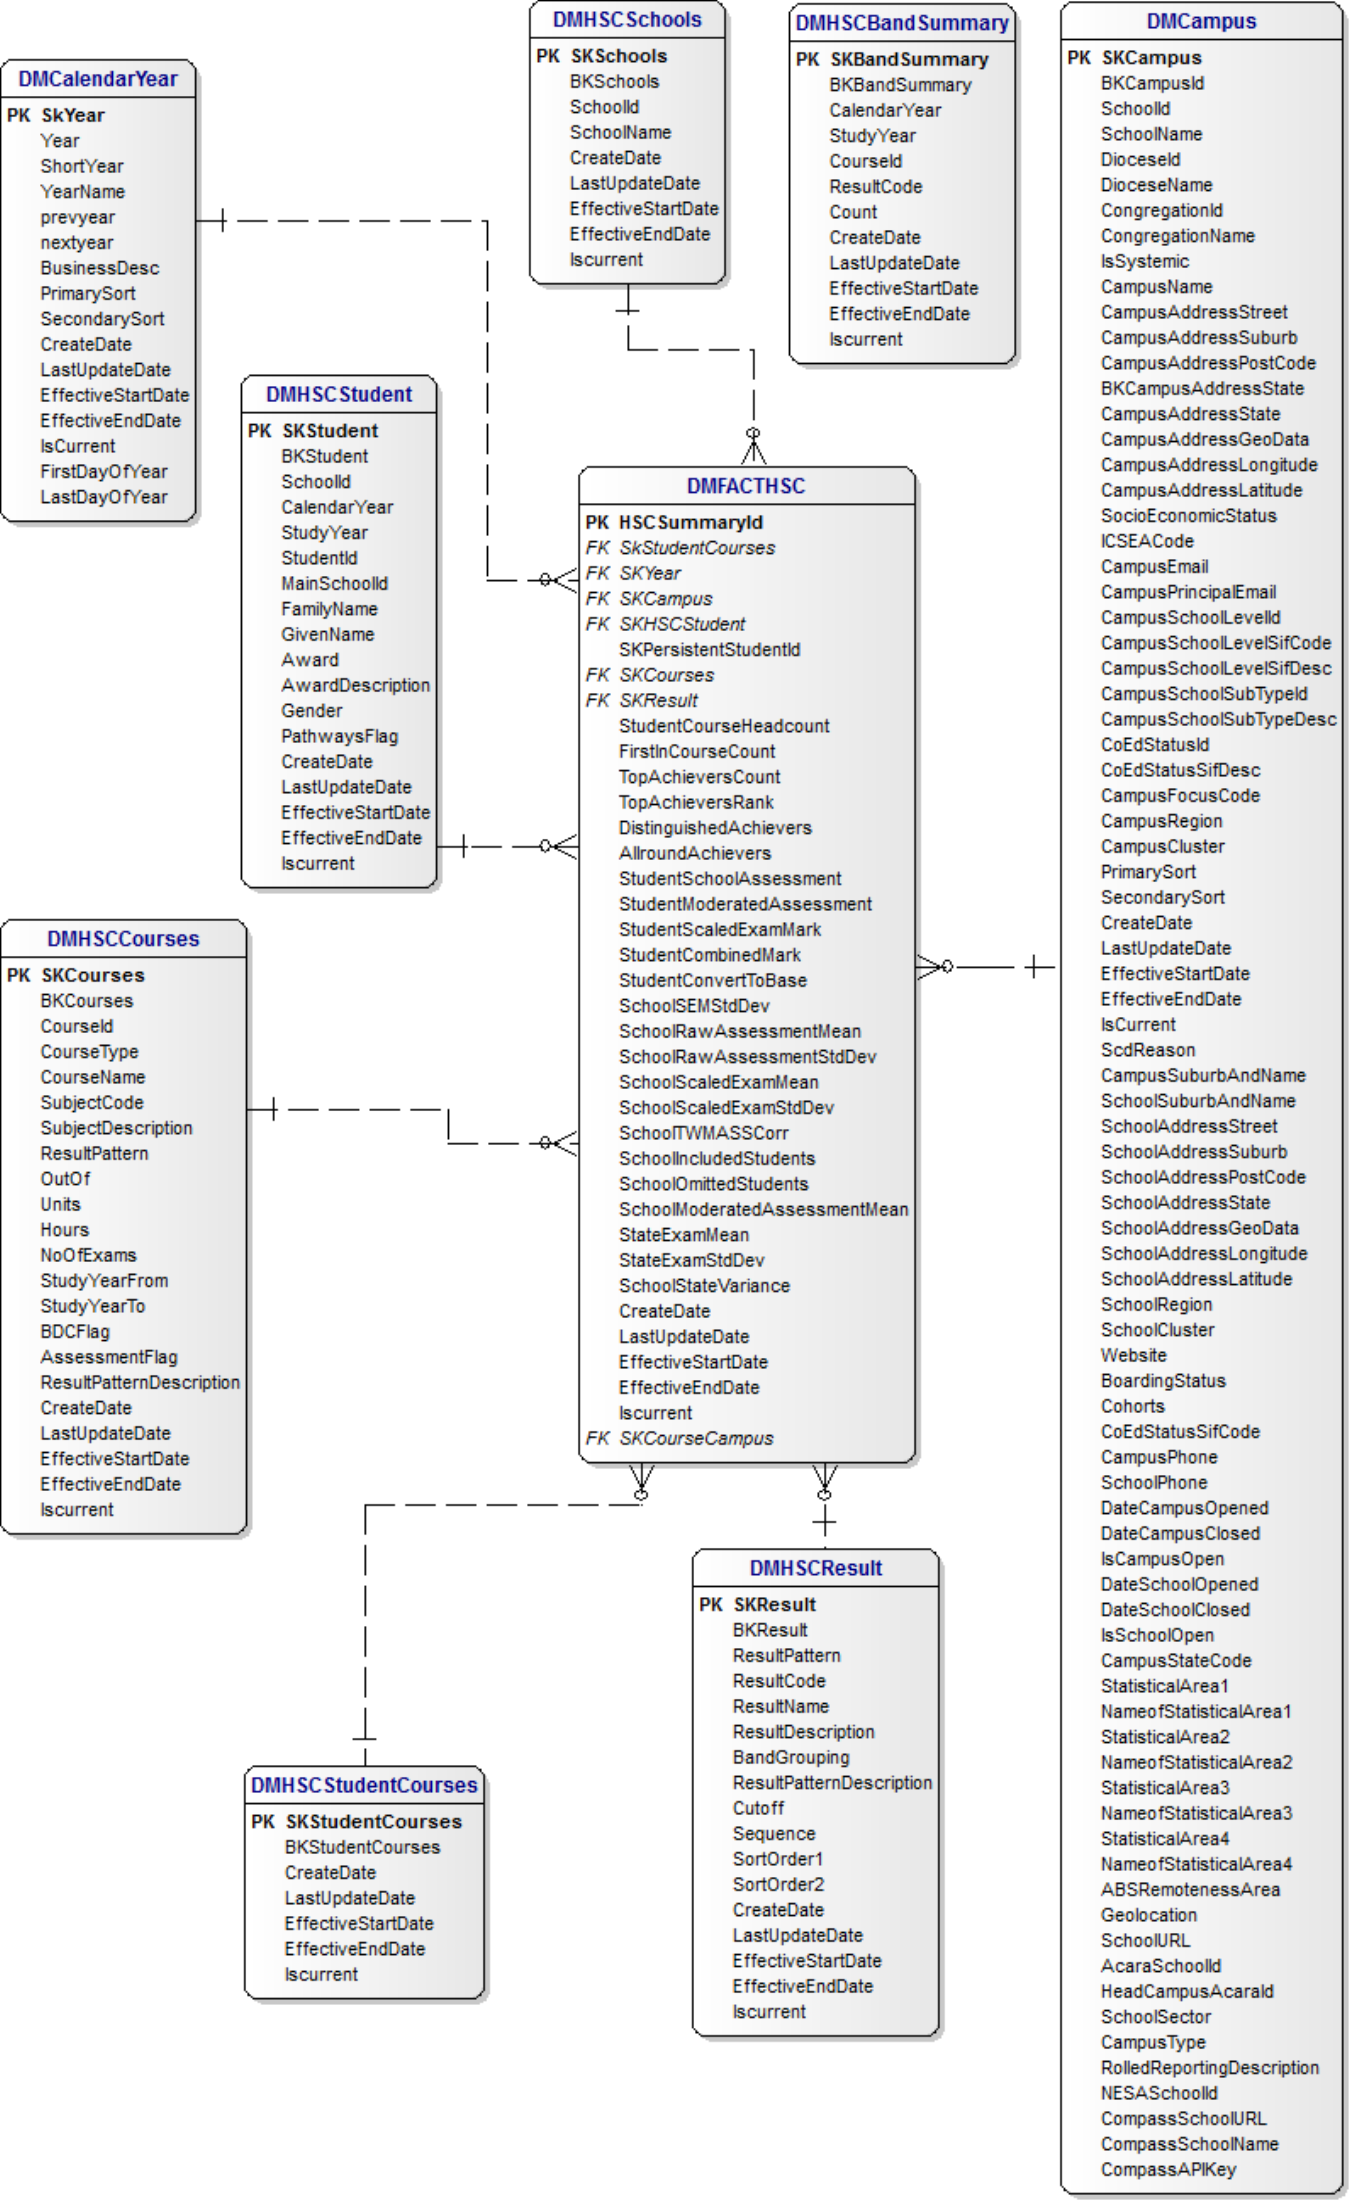 DMCalendarYear
PK SkYear
Year
ShortYear
YearName
prevyear
nextyear
BusinessDesc
PrimarySort
SecondarySort
CreateDate
LastUpdateDate
EffectiveStartDate
EffectiveEndDate
IsCurrent
FirstDayOfYear
LastDayOfYear
DMHSCSchools
PK SKSchools
BKSchools
SchoolId
SchoolName
CreateDate
LastUpdateDate
EffectiveStartDate
EffectiveEndDate
Iscurrent
DMHSCBandSummary
PK SKBandSummary
BKBandSummary
CalendarYear
StudyYear
CourseId
ResultCode
Count
CreateDate
LastUpdateDate
EffectiveStartDate
EffectiveEndDate
Iscurrent
DMHSCStudent
PK SKStudent
BKStudent
SchoolId
CalendarYear
StudyYear
StudentId
MainSchoolId
FamilyName
GivenName
Award
AwardDescription
Gender
PathwaysFlag
CreateDate
LastUpdateDate
EffectiveStartDate
EffectiveEndDate
Iscurrent
DMHSCCourses
PK SKCourses
BKCourses
CourseId
CourseType
CourseName
SubjectCode
SubjectDescription
ResultPattern
OutOf
Units
Hours
NoOfExams
StudyYearFrom
StudyYearTo
BDCFlag
AssessmentFlag
ResultPatternDescription
CreateDate
LastUpdateDate
EffectiveStartDate
EffectiveEndDate
Iscurrent
DMFACTHSC
PK HSCSummaryId
FK SkStudentCourses
FK SKYear
FK SKCampus
FK SKHSCStudent
SKPersistentStudentId
FK SKCourses
FK SKResult
StudentCourseHeadcount
FirstInCourseCount
TopAchieversCount
TopAchieversRank
DistinguishedAchievers
AllroundAchievers
StudentSchoolAssessment
StudentModeratedAssessment
StudentScaledExamMark
StudentCombinedMark
StudentConvertToBase
SchoolSEMStdDev
SchoolRawAssessmentMean
SchoolRawAssessmentStdDev
SchoolScaledExamMean
SchoolScaledExamStdDev
SchoolTWMASSCorr
SchoolIncludedStudents
SchoolOmittedStudents
SchoolModeratedAssessmentMean
StateExamMean
StateExamStdDev
SchoolStateVariance
CreateDate
LastUpdateDate
EffectiveStartDate
EffectiveEndDate
Iscurrent
FK SKCourseCampus
DMHSCStudentCourses
PK SKStudentCourses
BKStudentCourses
CreateDate
LastUpdateDate
EffectiveStartDate
EffectiveEndDate
Iscurrent
DMHSCResult
PK SKResult
BKResult
ResultPattern
ResultCode
ResultName
ResultDescription
BandGrouping
ResultPatternDescription
Cutoff
Sequence
SortOrder1
SortOrder2
CreateDate
LastUpdateDate
EffectiveStartDate
EffectiveEndDate
Iscurrent
DMCampus
PK SKCampus
BKCampusId
SchoolId
SchoolName
DioceseId
DioceseName
CongregationId
CongregationName
IsSystemic
CampusName
CampusAddressStreet
CampusAddressSuburb
CampusAddressPostCode
BKCampusAddressState
CampusAddressState
CampusAddressGeoData
CampusAddressLongitude
CampusAddressLatitude
SocioEconomicStatus
ICSEACode
CampusEmail
CampusPrincipalEmail
CampusSchoolLevelId
CampusSchoolLevelSifCode
CampusSchoolLevelSifDesc
CampusSchoolSubTypeId
CampusSchoolSubTypeDesc
CoEdStatusId
CoEdStatusSifDesc
CampusFocusCode
CampusRegion
CampusCluster
PrimarySort
SecondarySort
CreateDate
LastUpdateDate
EffectiveStartDate
EffectiveEndDate
IsCurrent
ScdReason
CampusSuburbAndName
SchoolSuburbAndName
SchoolAddressStreet
SchoolAddressSuburb
SchoolAddressPostCode
SchoolAddressState
SchoolAddressGeoData
SchoolAddressLongitude
SchoolAddressLatitude
SchoolRegion
SchoolCluster
Website
BoardingStatus
Cohorts
CoEdStatusSifCode
CampusPhone
SchoolPhone
DateCampusOpened
DateCampusClosed
IsCampusOpen
DateSchoolOpened
DateSchoolClosed
IsSchoolOpen
CampusStateCode
StatisticalArea1
NameofStatisticalArea1
StatisticalArea2
NameofStatisticalArea2
StatisticalArea3
NameofStatisticalArea3
StatisticalArea4
NameofStatisticalArea4
ABSRemotenessArea
Geolocation
SchoolURL
AcaraSchoolId
HeadCampusAcaraId
SchoolSector
CampusType
RolledReportingDescription
NESASchoolId
CompassSchoolURL
CompassSchoolName
CompassAPIKey